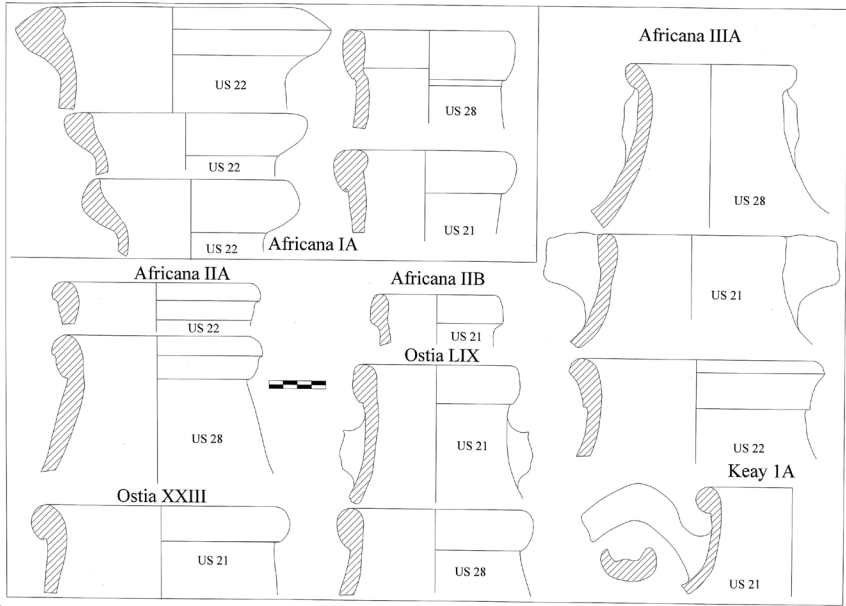 Africana IIIA
US 22
US 28
US 22
US 21
US 28
US 22
Africana IA
Africana IIA
Africana IIB
US 21
US 22
US 21
Ostia LIX
US 28
US 21
US 22
Keay 1A
Ostia XXIII
US 21
US 28
US 21